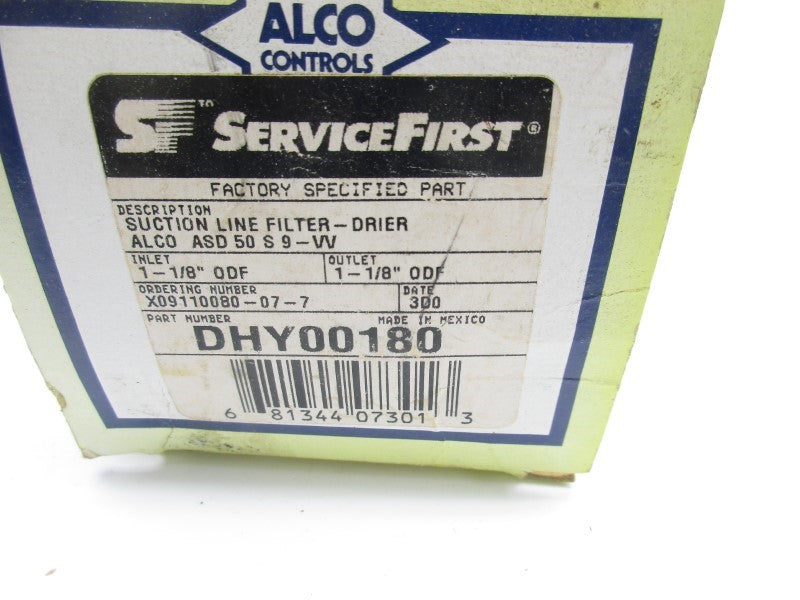 ALCO
CONTROLS
SF™ SERVICEFIRST®
FACTORY SPECIFIED PART
DESCRIPTION
SUCTION LINE FILTER-DRIER
ALCO ASD 50 S 9-VV
INLET OUTLET
1-1/8" ODF 1-1/8" ODF
ORDERING NUMBER DATE
X09110080-07-7 3D0
PART NUMBER MADE IN MEXICO
DHY00180
6 81344 07301 3